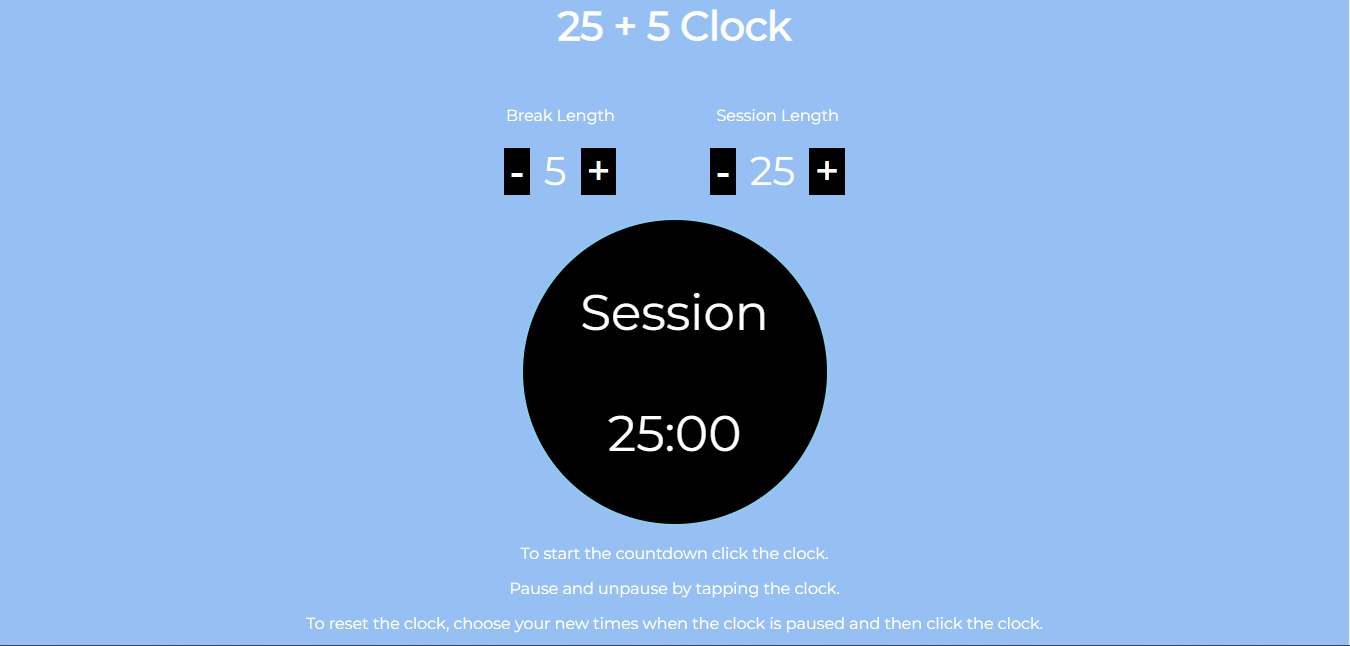 25 + 5 Clock
Break Length Session Length
- 5 + - 25 +
Session
25:00
To start the countdown click the clock.
Pause and unpause by tapping the clock.
To reset the clock, choose your new times when the clock is paused and then click the clock.